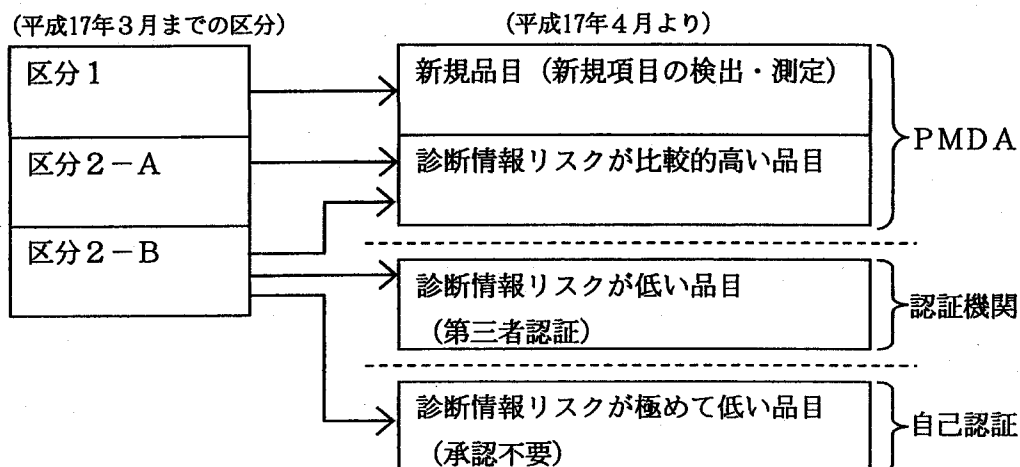 (平成17年3月までの区分)
(平成17年4月より)
区分1
新規品目（新規項目の検出・測定）
区分2－A
診断情報リスクが比較的高い品目
PMDA
区分2－B
診断情報リスクが低い品目
（第三者認証）
認証機関
診断情報リスクが極めて低い品目
（承認不要）
自己認証